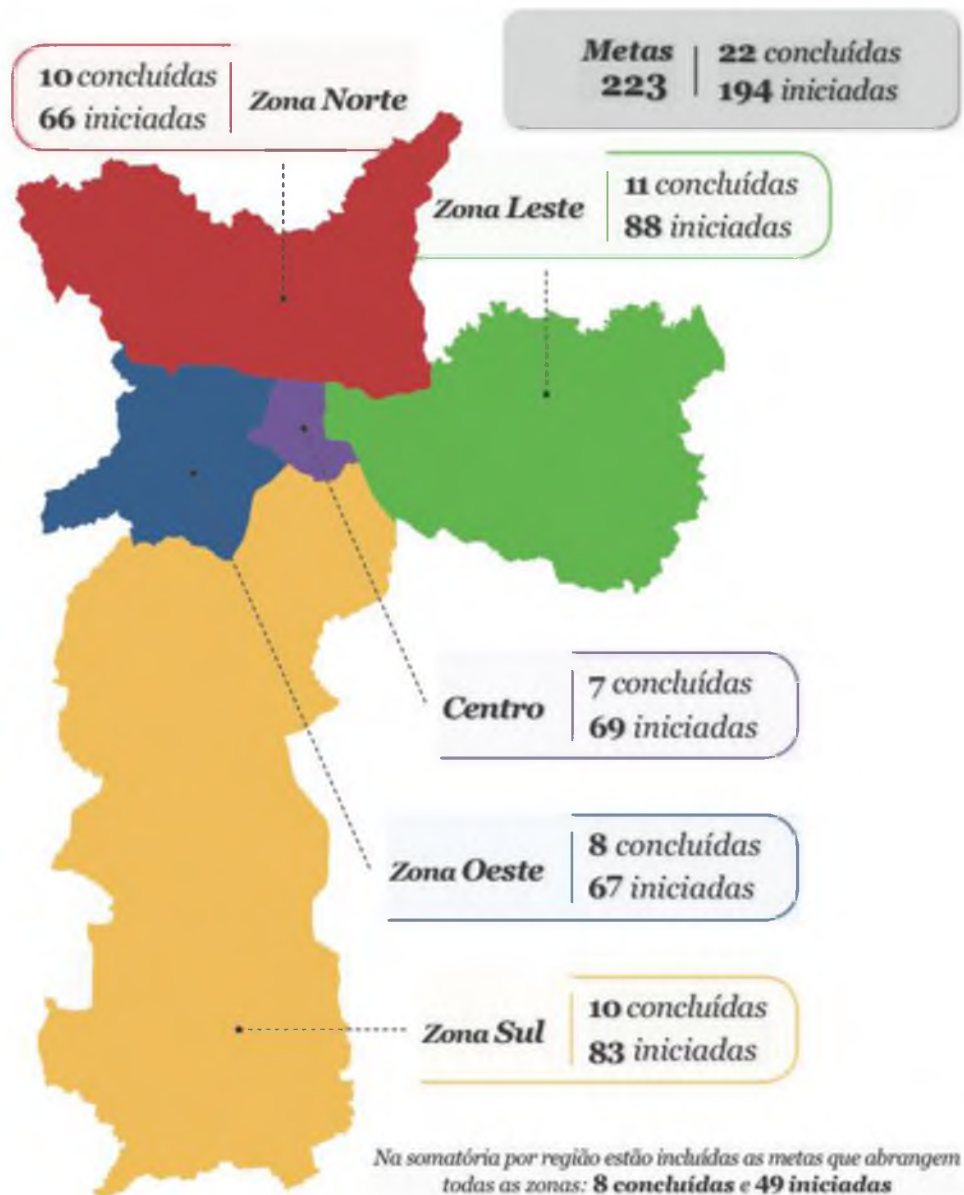 Metas
223
22 concluídas
194 iniciadas
10 concluídas
66 iniciadas
Zona Norte
Zona Leste
11 concluídas
88 iniciadas
Centro
7 concluídas
69 iniciadas
Zona Oeste
8 concluídas
67 iniciadas
Zona Sul
10 concluídas
83 iniciadas
Na somatória por região estão incluídas as metas que abrangem
todas as zonas: 8 concluídas e 49 iniciadas